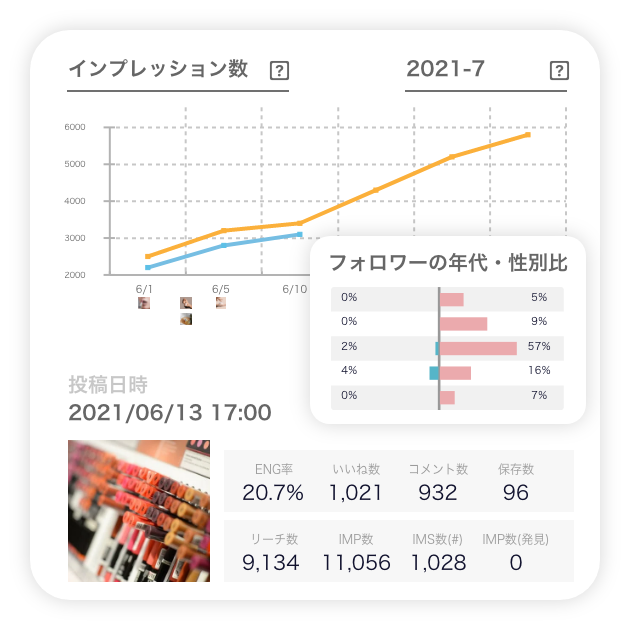 インプレッション数 ?
2021-7 ?
6000
5000
4000
3000
2000
6/1
6/5
6/10
フォロワーの年代・性別比
0% 5%
0% 9%
2% 57%
4% 16%
0% 7%
投稿日時
2021/06/13 17:00
ENG率 いいね数 コメント数 保存数
20.7% 1,021 932 96
リーチ数 IMP数 IMS数(#) IMP数(発見)
9,134 11,056 1,028 0